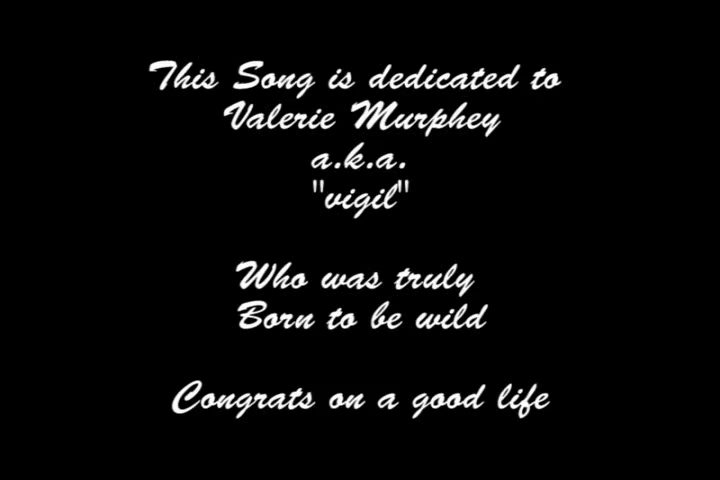 This Song is dedicated to
Valerie Murphey
a.k.a.
"vigil"
Who was truly
Born to be wild
Congrats on a good life